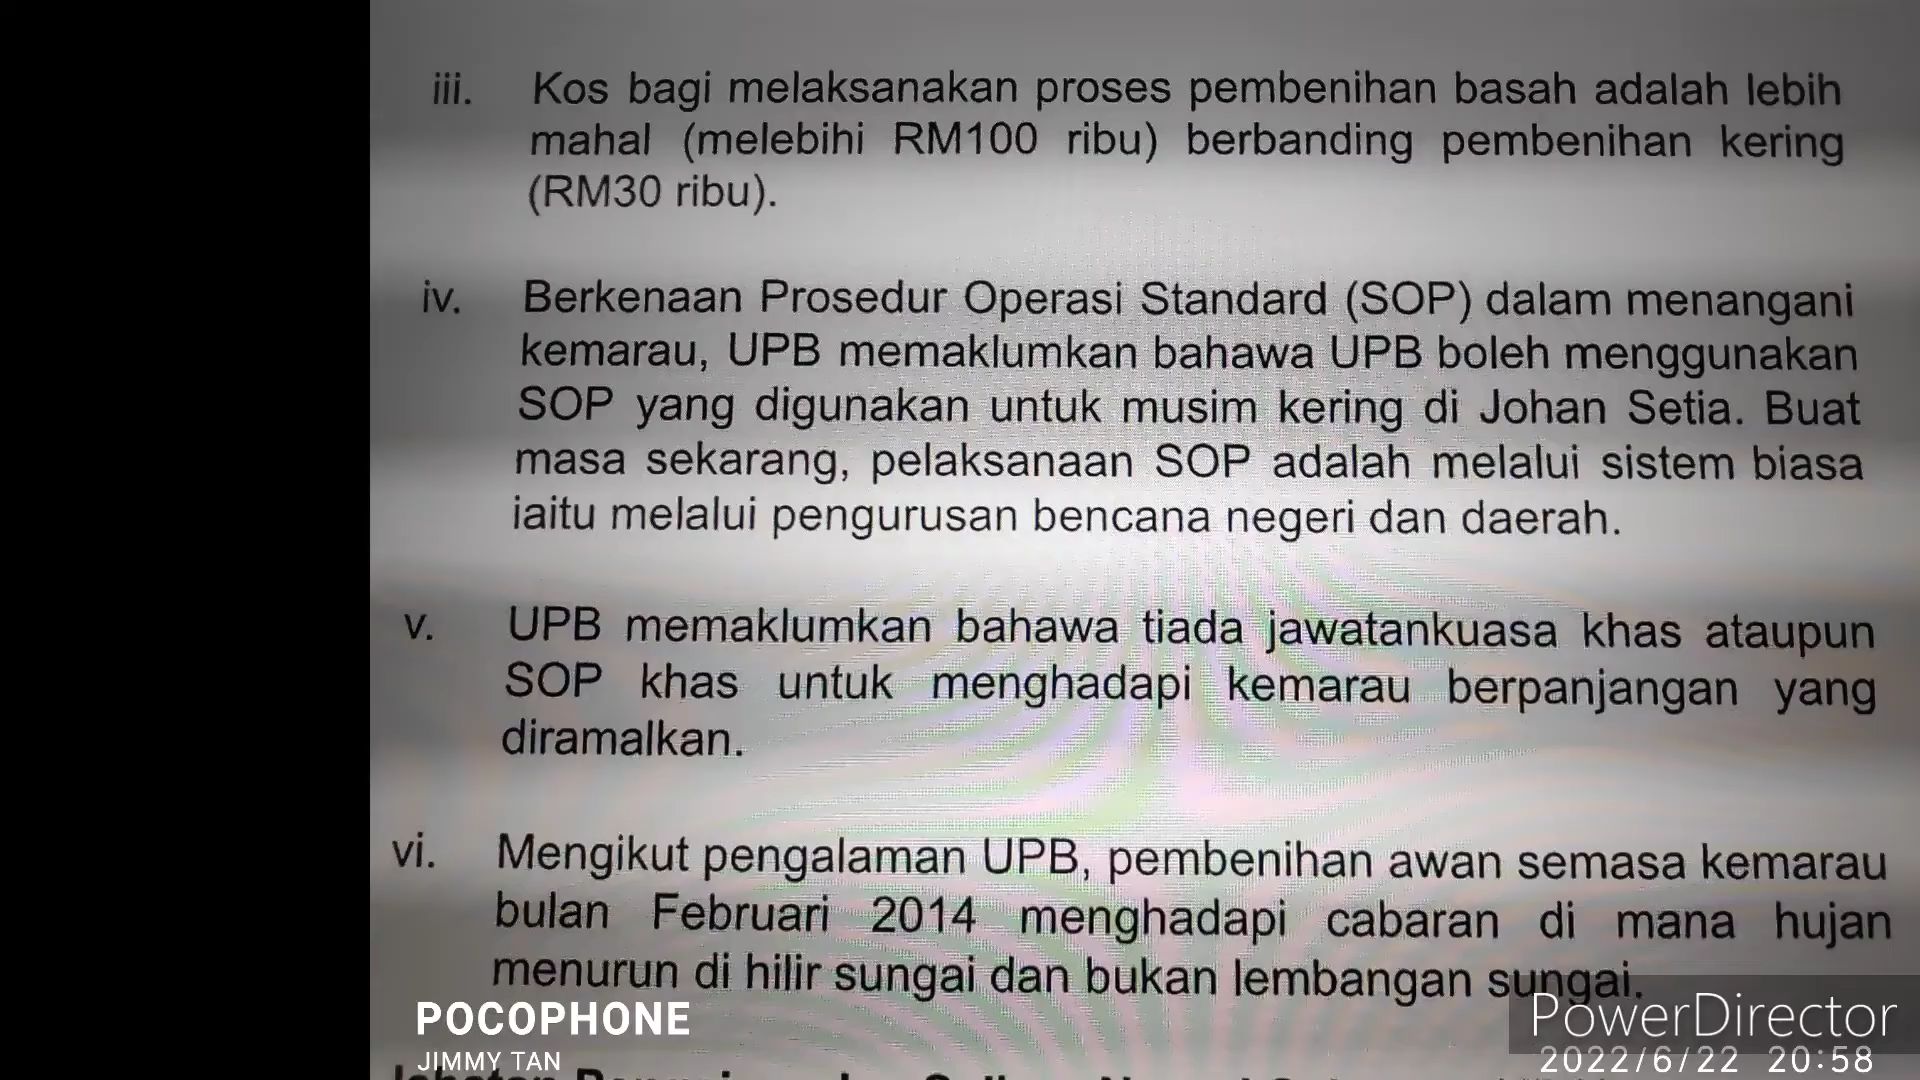 iii. Kos bagi melaksanakan proses pembenihan basah adalah lebih
mahal (melebihi RM100 ribu) berbanding pembenihan kering
(RM30 ribu).
iv. Berkenaan Prosedur Operasi Standard (SOP) dalam menangani
kemarau, UPB memaklumkan bahawa UPB boleh menggunakan
SOP yang digunakan untuk musim kering di Johan Setia. Buat
masa sekarang, pelaksanaan SOP adalah melalui sistem biasa
iaitu melalui pengurusan bencana negeri dan daerah.
v. UPB memaklumkan bahawa tiada jawatankuasa khas ataupun
SOP khas untuk menghadapi kemarau berpanjangan yang
diramalkan.
vi. Mengikut pengalaman UPB, pembenihan awan semasa kemarau
bulan Februari 2014 menghadapi cabaran di mana hujan
menurun di hilir sungai dan bukan lembangan sungai.
POCOPHONE
JIMMY TAN
PowerDirector
2022/6/22 20:58